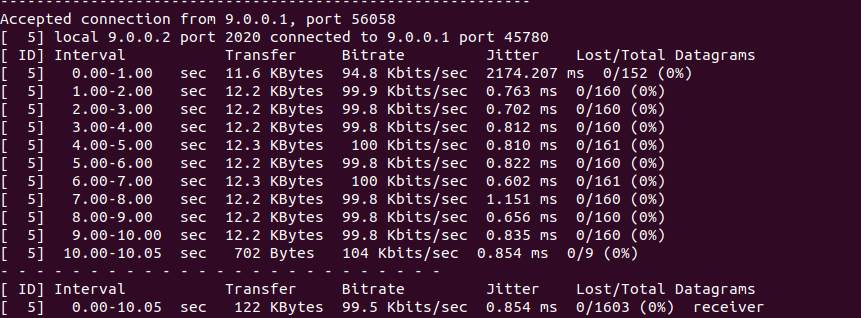 -----------------------------------------------------------
Accepted connection from 9.0.0.1, port 56058
[  5] local 9.0.0.2 port 2020 connected to 9.0.0.1 port 45780
[ ID] Interval           Transfer     Bitrate         Jitter    Lost/Total Datagrams
[  5]   0.00-1.00   sec  11.6 KBytes  94.8 Kbits/sec  2174.207 ms  0/152 (0%)
[  5]   1.00-2.00   sec  12.2 KBytes  99.9 Kbits/sec  0.763 ms  0/160 (0%)
[  5]   2.00-3.00   sec  12.2 KBytes  99.8 Kbits/sec  0.702 ms  0/160 (0%)
[  5]   3.00-4.00   sec  12.2 KBytes  99.8 Kbits/sec  0.812 ms  0/160 (0%)
[  5]   4.00-5.00   sec  12.3 KBytes   100 Kbits/sec  0.810 ms  0/161 (0%)
[  5]   5.00-6.00   sec  12.2 KBytes  99.8 Kbits/sec  0.822 ms  0/160 (0%)
[  5]   6.00-7.00   sec  12.3 KBytes   100 Kbits/sec  0.602 ms  0/161 (0%)
[  5]   7.00-8.00   sec  12.2 KBytes  99.8 Kbits/sec  1.151 ms  0/160 (0%)
[  5]   8.00-9.00   sec  12.2 KBytes  99.8 Kbits/sec  0.656 ms  0/160 (0%)
[  5]   9.00-10.00  sec  12.2 KBytes  99.8 Kbits/sec  0.835 ms  0/160 (0%)
[  5]  10.00-10.05  sec   702 Bytes   104 Kbits/sec  0.854 ms  0/9 (0%)
- - - - - - - - - - - - - - - - - - - - - - - - -
[ ID] Interval           Transfer     Bitrate         Jitter    Lost/Total Datagrams
[  5]   0.00-10.05  sec   122 KBytes  99.5 Kbits/sec  0.854 ms  0/1603 (0%)  receiver